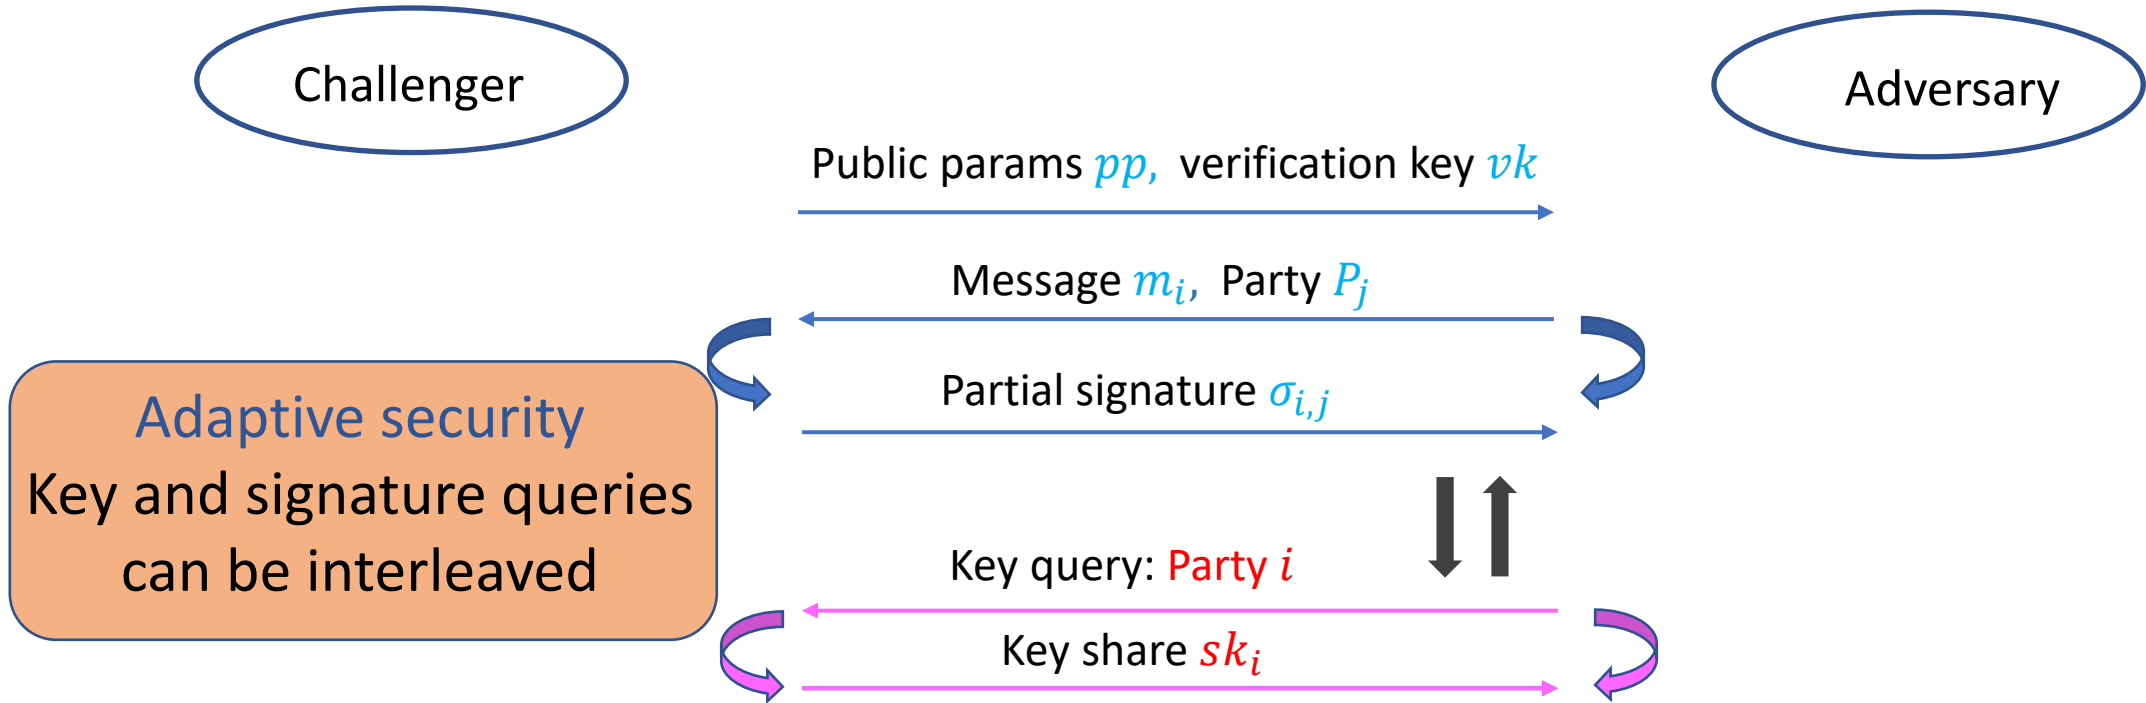 Challenger
Adversary
Public params pp, verification key vk
Message m_i, Party P_j
Partial signature σ_{i,j}
Adaptive security
Key and signature queries
can be interleaved
Key query: Party i
Key share sk_i